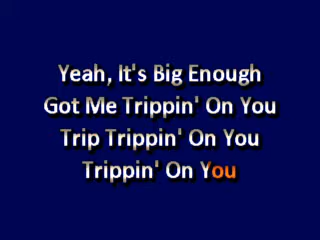 Yeah, It's Big Enough
Got Me Trippin' On You
Trip Trippin' On You
Trippin' On You